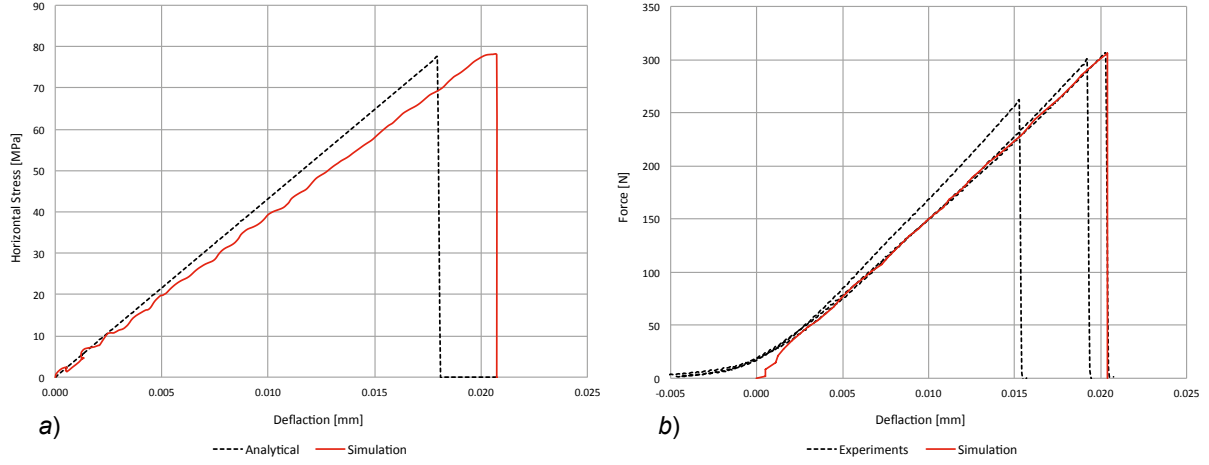 90
80
70
60
50
40
30
20
10
0
Horizontal Stress [MPa]
0.000 0.005 0.010 0.015 0.020 0.025
Deflaction [mm]
a)
Analytical Simulation
350
300
250
200
150
100
50
0
Force [N]
-0.005 0.000 0.005 0.010 0.015 0.020 0.025
Deflaction [mm]
b)
Experiments Simulation